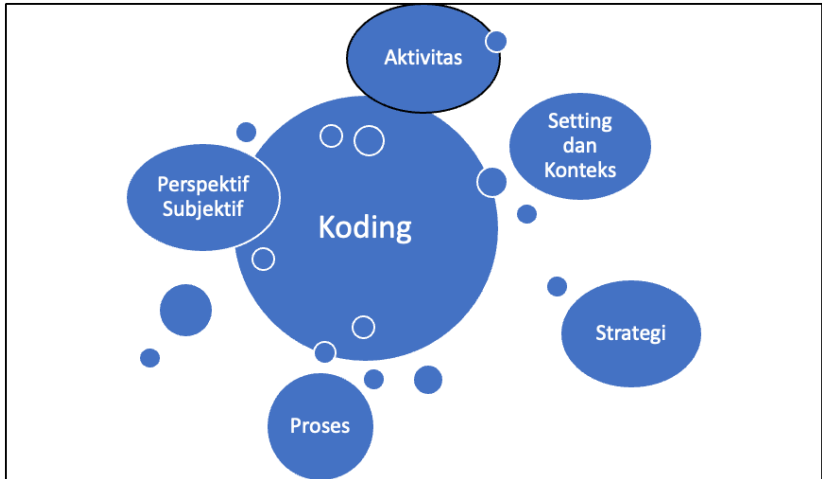 Aktivitas
Setting
dan
Konteks
Perspektif
Subjektif
Koding
Strategi
Proses